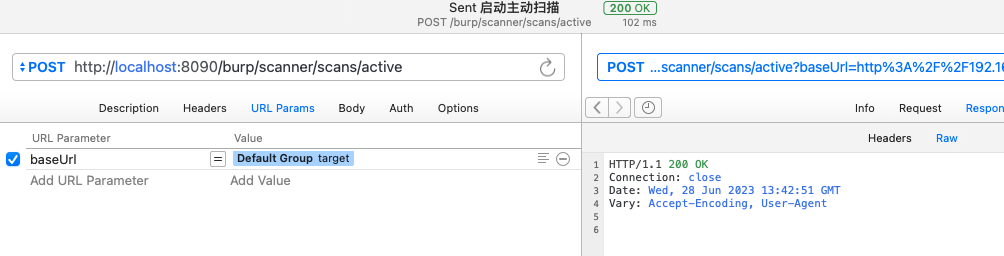 Sent 启动主动扫描
200 OK
POST /burp/scanner/scans/active
102 ms
POST http://localhost:8090/burp/scanner/scans/active
POST ...scanner/scans/active?baseUrl=http%3A%2F%2F192.16
Description Headers URL Params Body Auth Options
Info Request Respon
URL Parameter Value
Headers Raw
baseUrl = Default Group target
Add URL Parameter Add Value
1 HTTP/1.1 200 OK
2 Connection: close
3 Date: Wed, 28 Jun 2023 13:42:51 GMT
4 Vary: Accept-Encoding, User-Agent
5
6